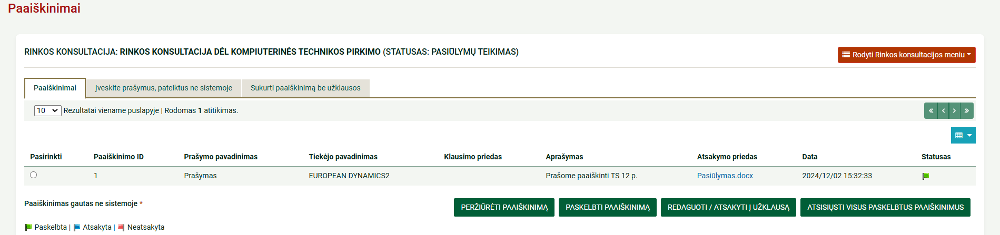 Paaiškinimai
RINKOS KONSULTACIJA: RINKOS KONSULTACIJA DĖL KOMPIUTERINĖS TECHNIKOS PIRKIMO (STATUSAS: PASIŪLYMŲ TEIKIMAS)
Rodyti Rinkos konsultacijos meniu
Paaiškinimai Įveskite prašymus, pateiktus ne sistemoje Sukurti paaiškinimą be užklausos
10 Rezultatai viename puslapyje | Rodomas 1 atitikimas.
« ‹ › »
Pasirinkti Paaiškinimo ID Prašymo pavadinimas Tiekėjo pavadinimas Klausimo priedas Aprašymas Atsakymo priedas Data Statusas
1 Prašymas EUROPEAN DYNAMICS2 Prašome paaiškinti TS 12 p. Pasiūlymas.docx 2024/12/02 15:32:33
Paaiškinimas gautas ne sistemoje *
PERŽIŪRĖTI PAAIŠKINIMĄ PASKELBTI PAAIŠKINIMĄ REDAGUOTI / ATSAKYTI Į UŽKLAUSĄ ATSISIŲSTI VISUS PASKELBTUS PAAIŠKINIMUS
Paskelbta | Atsakyta | Neatsakyta